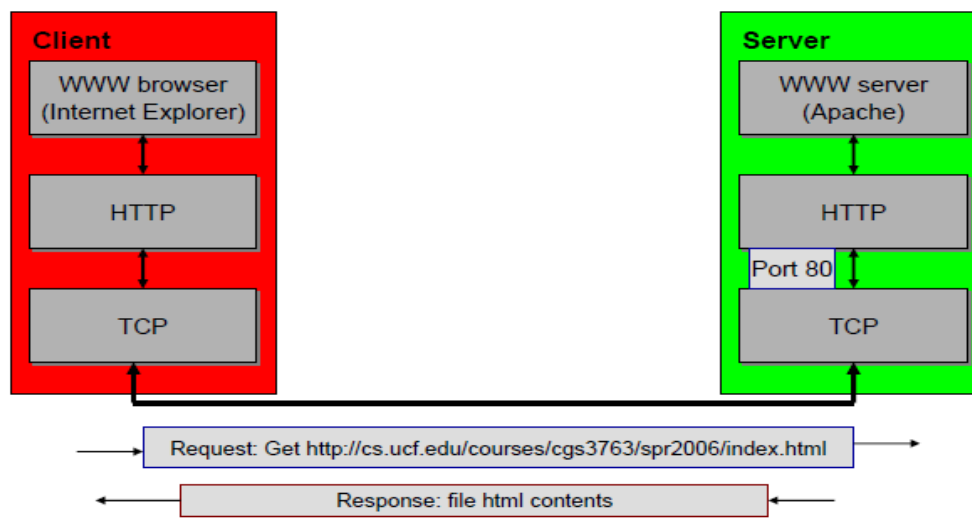 Client
WWW browser
(Internet Explorer)
HTTP
TCP
Server
WWW server
(Apache)
HTTP
Port 80
TCP
Request: Get http://cs.ucf.edu/courses/cgs3763/spr2006/index.html
Response: file html contents